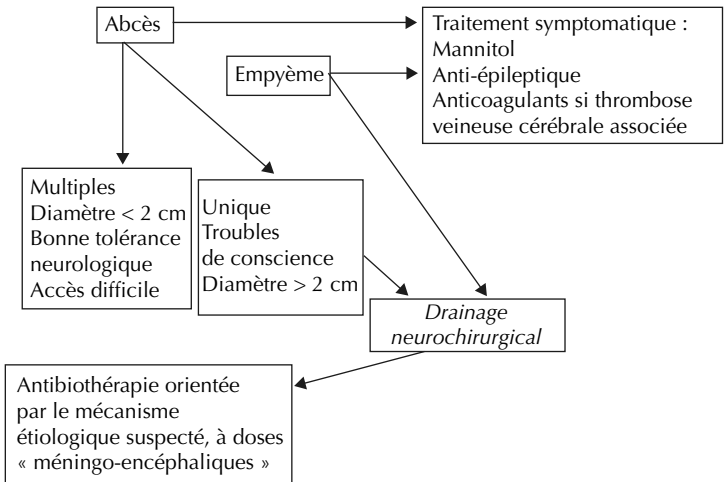 Abcès
Traitement symptomatique :
Mannitol
Anti-épileptique
Anticoagulants si thrombose
veineuse cérébrale associée
Empyème
Multiples
Diamètre < 2 cm
Bonne tolérance
neurologique
Accès difficile
Unique
Troubles
de conscience
Diamètre > 2 cm
Drainage
neurochirurgical
Antibiothérapie orientée
par le mécanisme
étiologique suspecté, à doses
« méningo-encéphaliques »